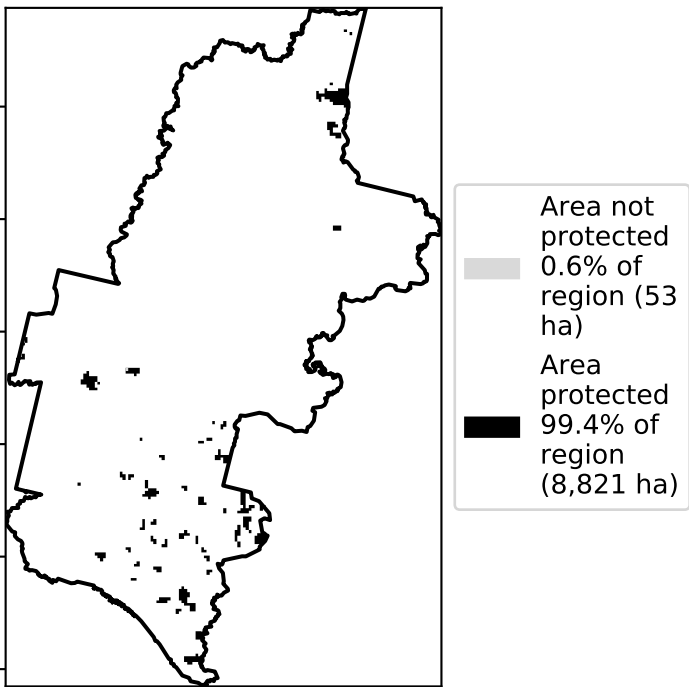 Area not
protected
0.6% of
region (53
ha)
Area
protected
99.4% of
region
(8,821 ha)